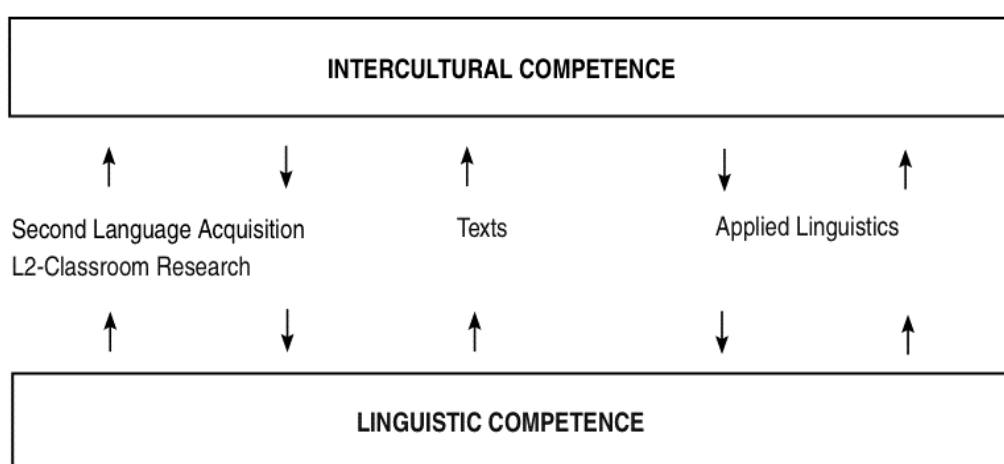 INTERCULTURAL COMPETENCE
Second Language Acquisition
L2-Classroom Research
Texts
Applied Linguistics
LINGUISTIC COMPETENCE